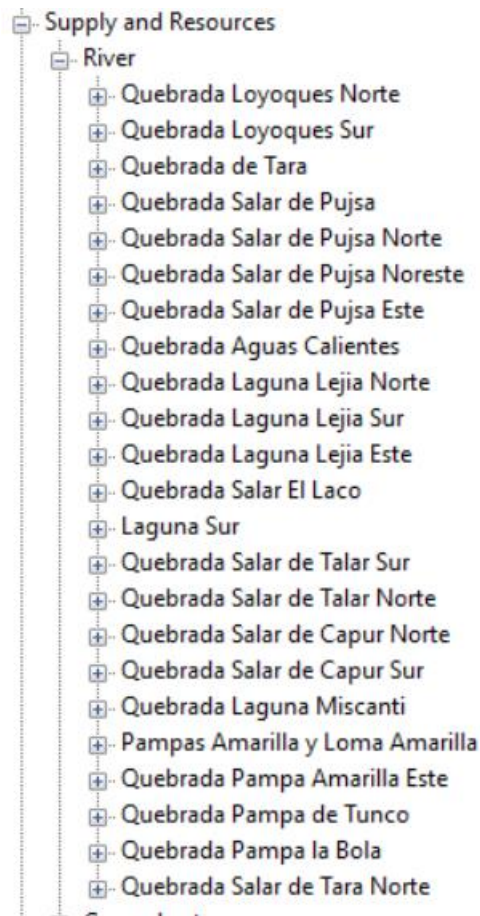 Supply and Resources
River
Quebrada Loyoques Norte
Quebrada Loyoques Sur
Quebrada de Tara
Quebrada Salar de Pujsa
Quebrada Salar de Pujsa Norte
Quebrada Salar de Pujsa Noreste
Quebrada Salar de Pujsa Este
Quebrada Aguas Calientes
Quebrada Laguna Lejia Norte
Quebrada Laguna Lejia Sur
Quebrada Laguna Lejia Este
Quebrada Salar El Laco
Laguna Sur
Quebrada Salar de Talar Sur
Quebrada Salar de Talar Norte
Quebrada Salar de Capur Norte
Quebrada Salar de Capur Sur
Quebrada Laguna Miscanti
Pampas Amarilla y Loma Amarilla
Quebrada Pampa Amarilla Este
Quebrada Pampa de Tunco
Quebrada Pampa la Bola
Quebrada Salar de Tara Norte